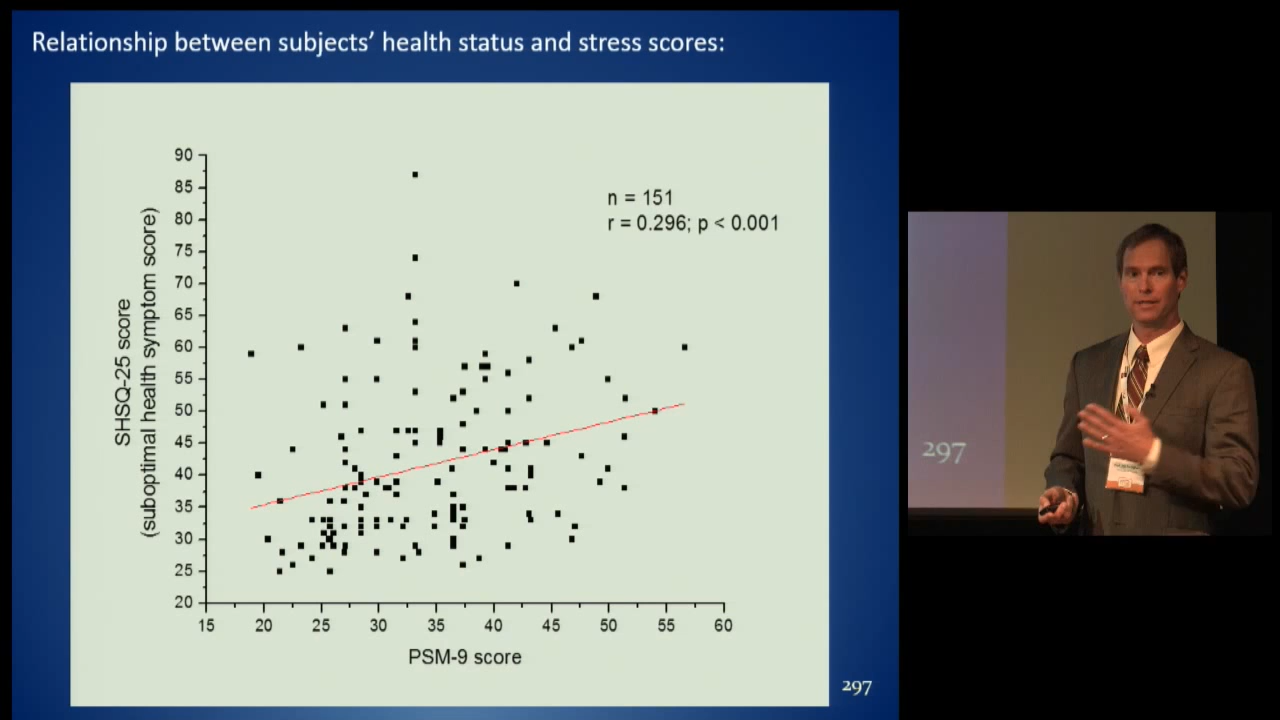 Relationship between subjects’ health status and stress scores:
n = 151
r = 0.296; p < 0.001
SHSQ-25 score
(suboptimal health symptom score)
90
85
80
75
70
65
60
55
50
45
40
35
30
25
20
15 20 25 30 35 40 45 50 55 60
PSM-9 score
297
297